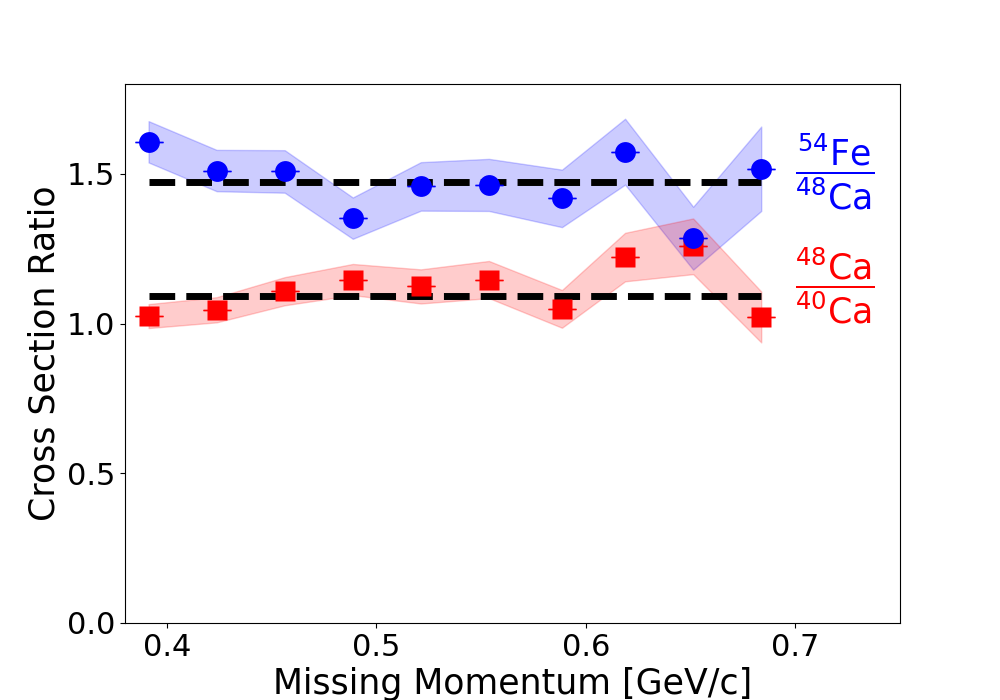 1.5
1.0
0.5
0.0
0.4 0.5 0.6 0.7
Cross Section Ratio
Missing Momentum [GeV/c]
⁵⁴Fe
⁴⁸Ca
⁴⁸Ca
⁴⁰Ca